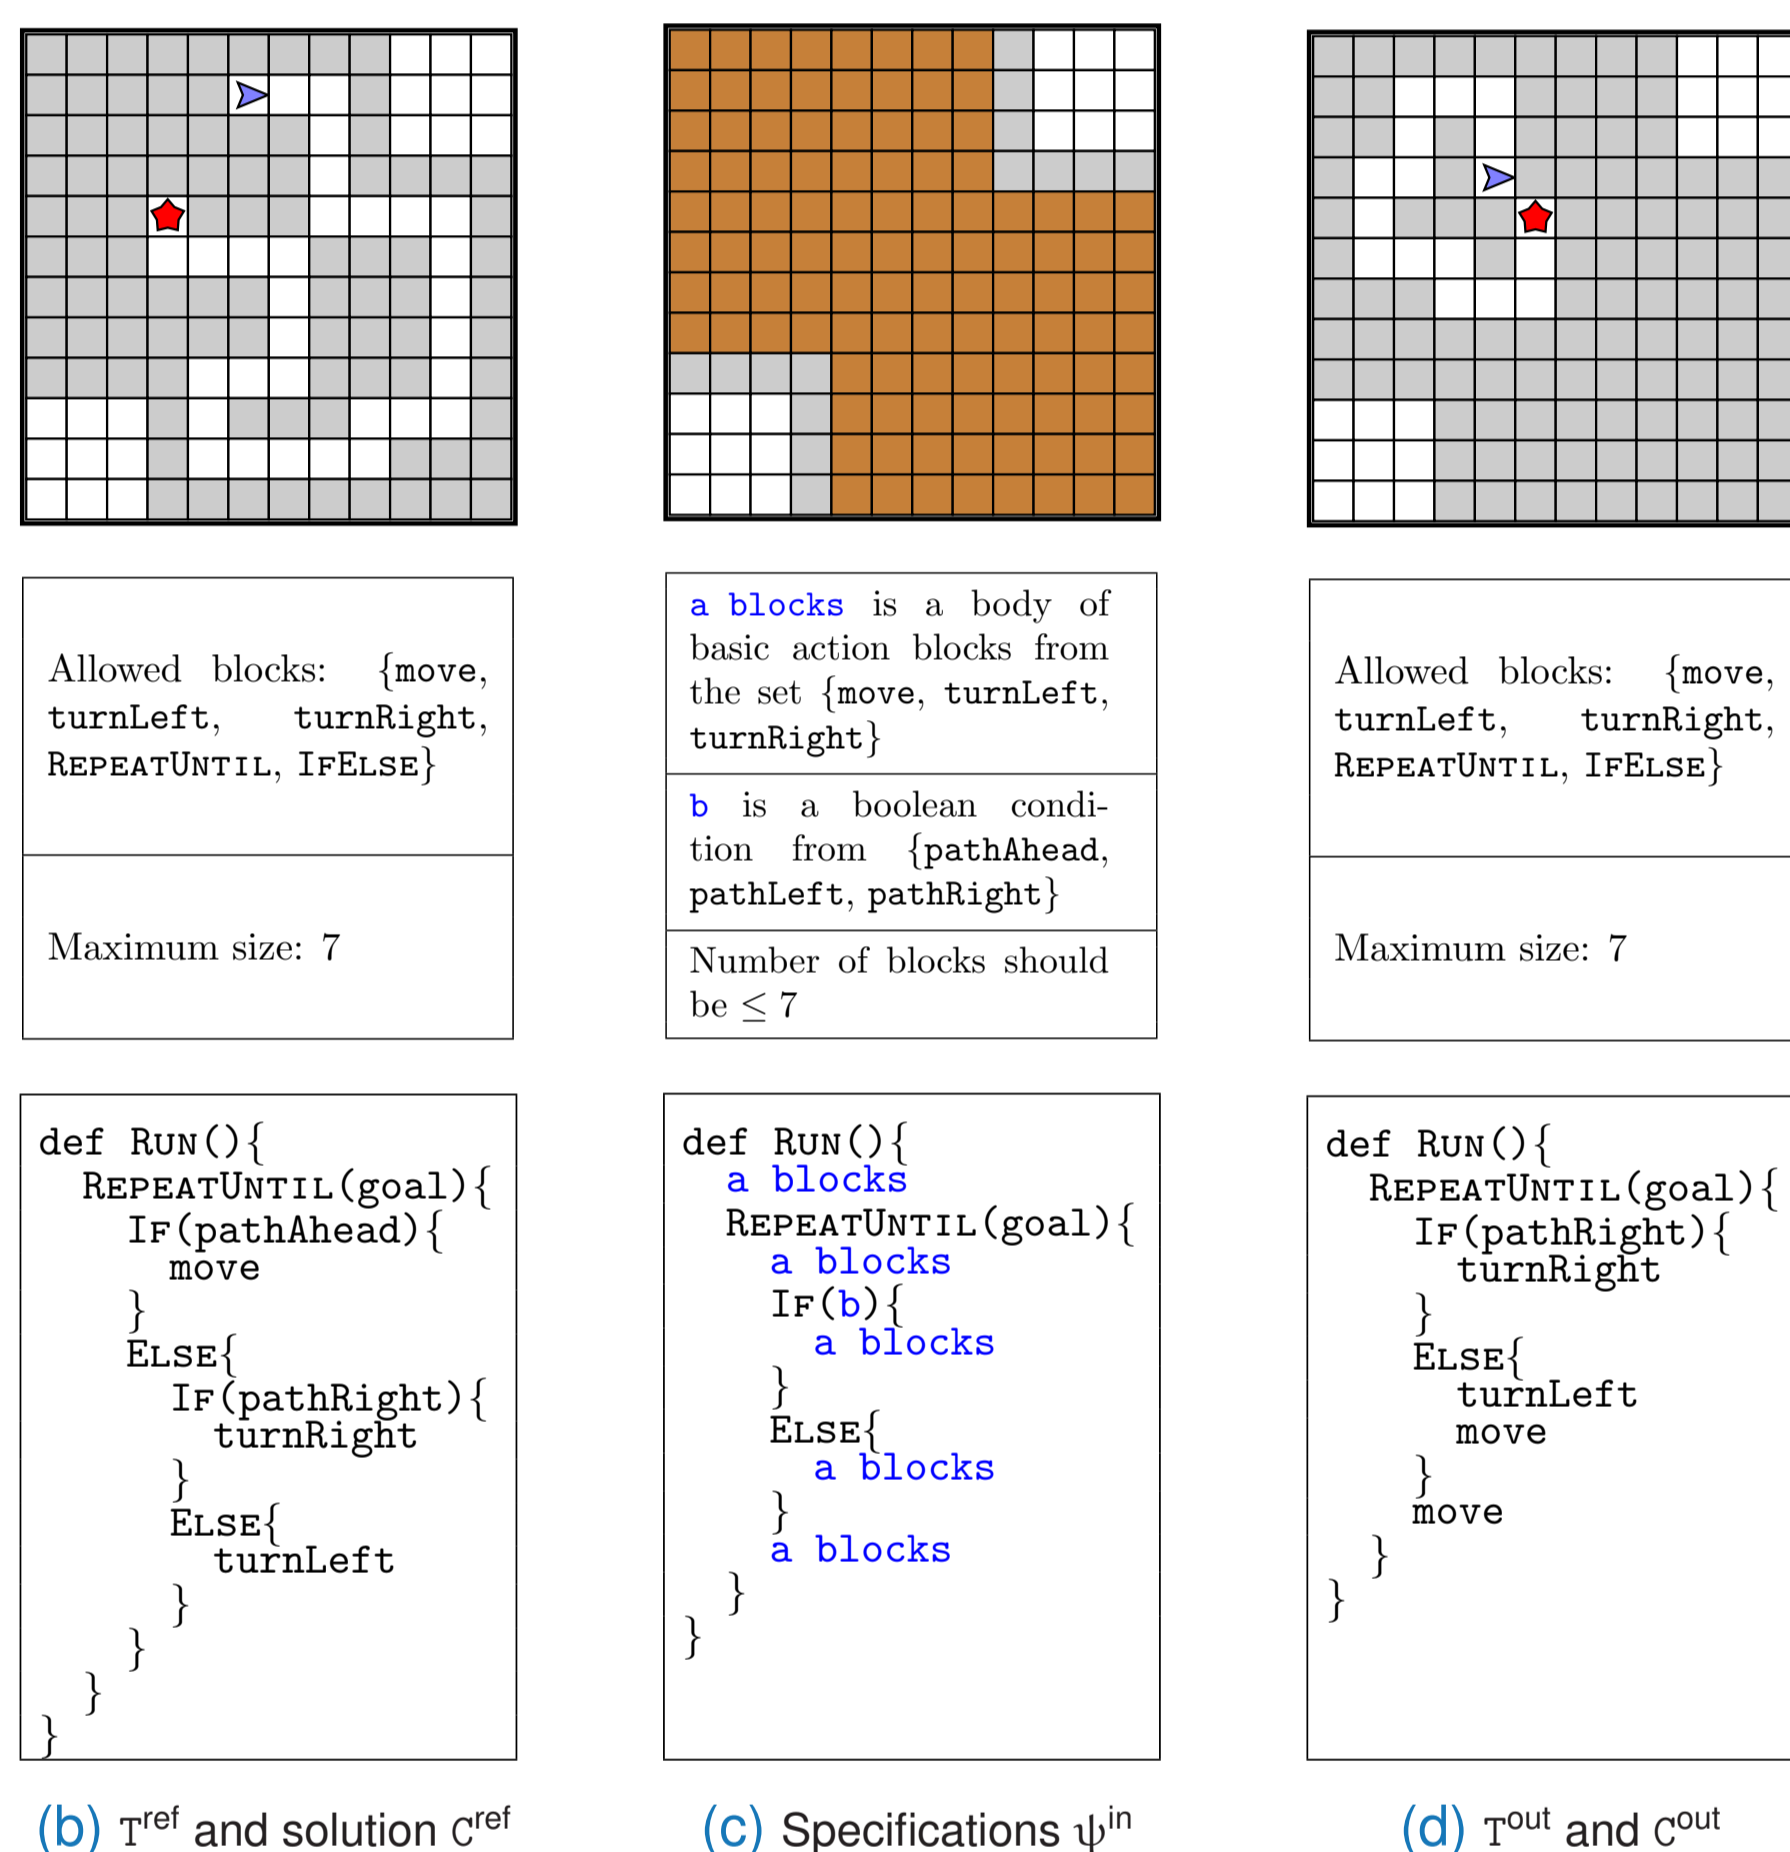 Allowed blocks: {move,
turnLeft, turnRight,
REPEATUNTIL, IFELSE}
Maximum size: 7
def RUN(){
REPEATUNTIL(goal){
IF(pathAhead){
move
}
ELSE{
IF(pathRight){
turnRight
}
ELSE{
turnLeft
}
}
}
}
(b) Tref and solution Cref
a blocks is a body of
basic action blocks from
the set {move, turnLeft,
turnRight}
b is a boolean condi-
tion from {pathAhead,
pathLeft, pathRight}
Number of blocks should
be ≤ 7
def RUN(){
a blocks
REPEATUNTIL(goal){
a blocks
IF(b){
a blocks
}
ELSE{
a blocks
}
a blocks
}
}
(c) Specifications ψin
Allowed blocks: {move,
turnLeft, turnRight,
REPEATUNTIL, IFELSE}
Maximum size: 7
def RUN(){
REPEATUNTIL(goal){
IF(pathRight){
turnRight
}
ELSE{
turnLeft
move
}
move
}
}
(d) Tout and Cout